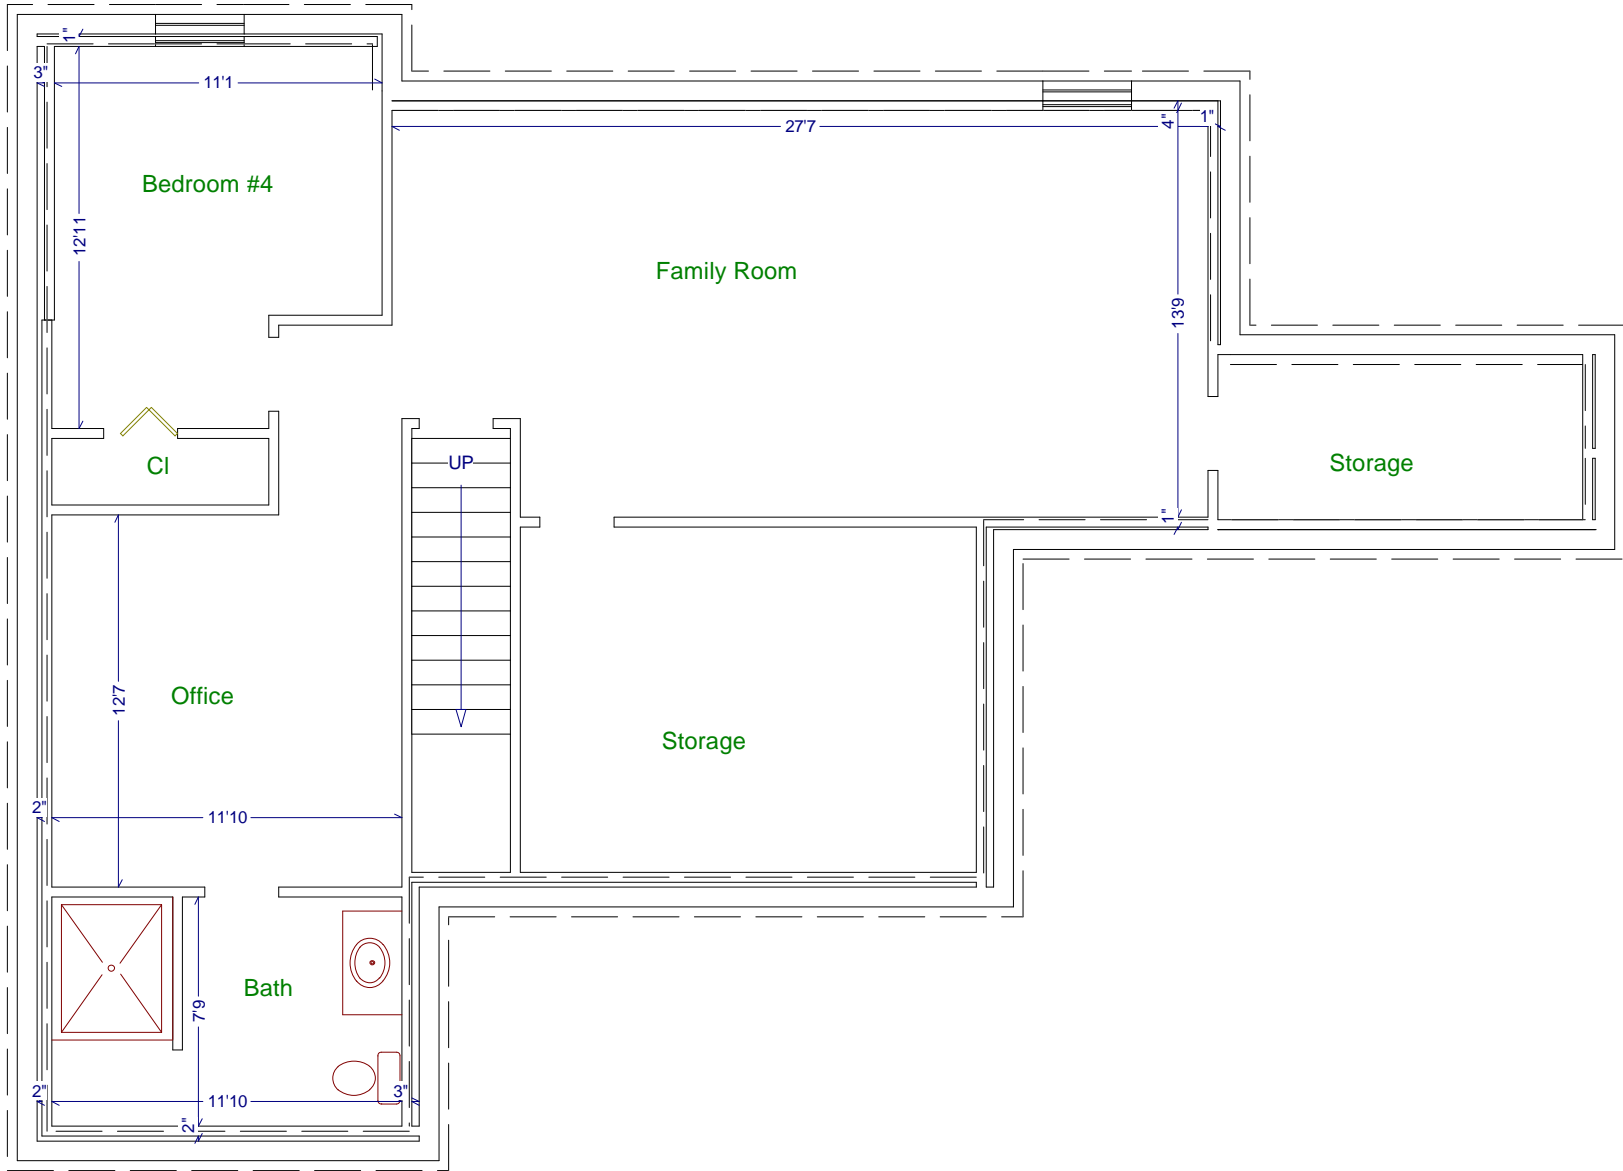 1"
3"
11'1
27'7
4"
1"
Bedroom #4
12'11
Family Room
13'9
UP
Cl
Storage
1"
12'7
Office
Storage
2"
11'10
Bath
7'9
2"
11'10
3"
2"